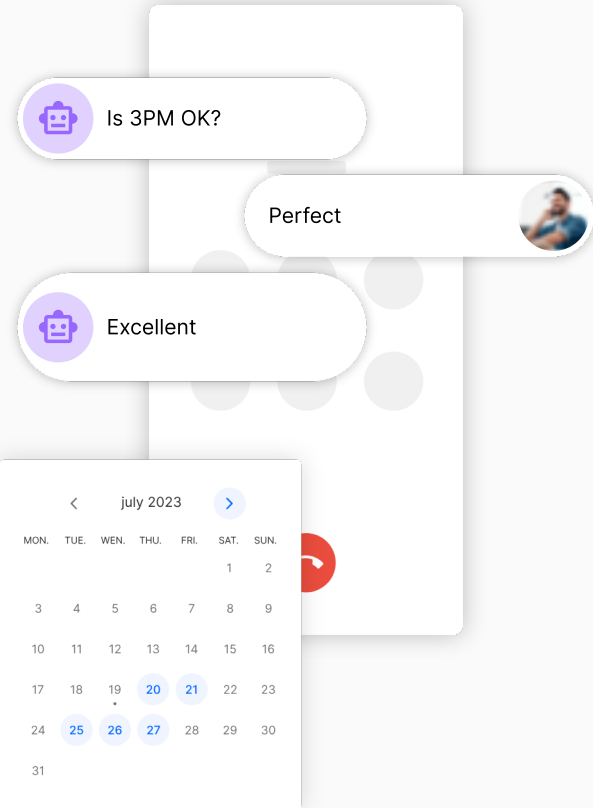 Is 3PM OK?
Perfect
Excellent
july 2023
MON. TUE. WEN. THU. FRI. SAT. SUN.
1 2
3 4 5 6 7 8 9
10 11 12 13 14 15 16
17 18 19 20 21 22 23
24 25 26 27 28 29 30
31